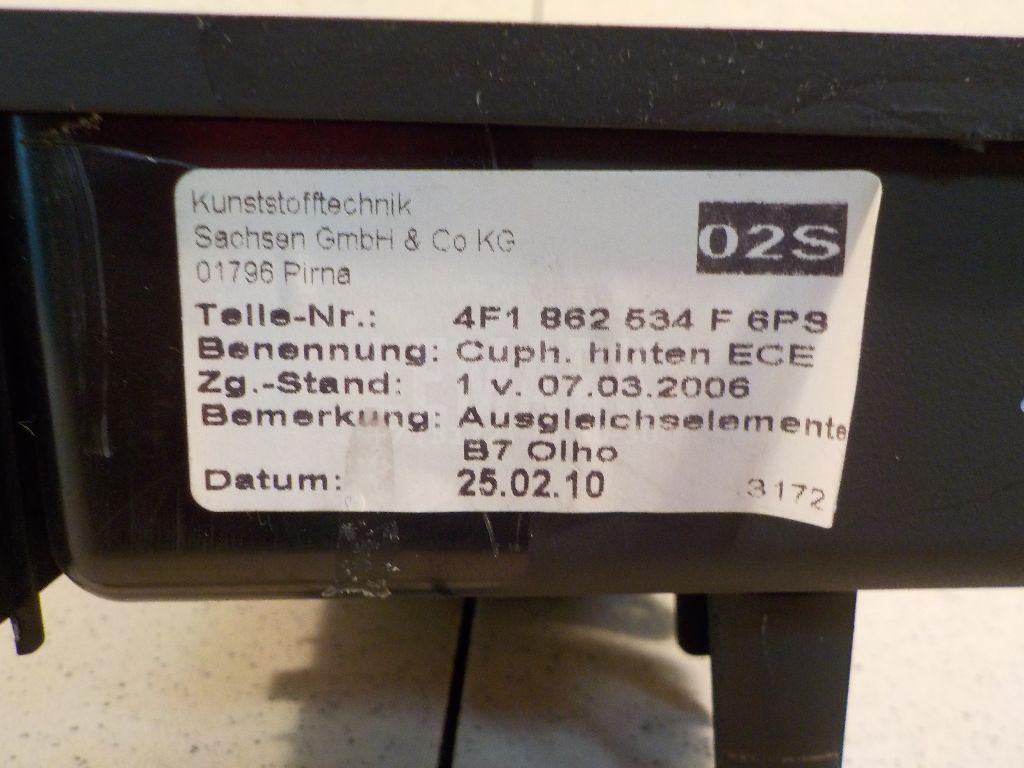 Kunststofftechnik
Sachsen GmbH & Co KG
01796 Pirna
02S
Teile-Nr.: 4F1 862 534 F 6PS
Benennung: Cuph. hinten ECE
Zg.-Stand: 1 v. 07.03.2006
Bemerkung: Ausgleichselemente
B7 Olho
Datum: 25.02.10
3172